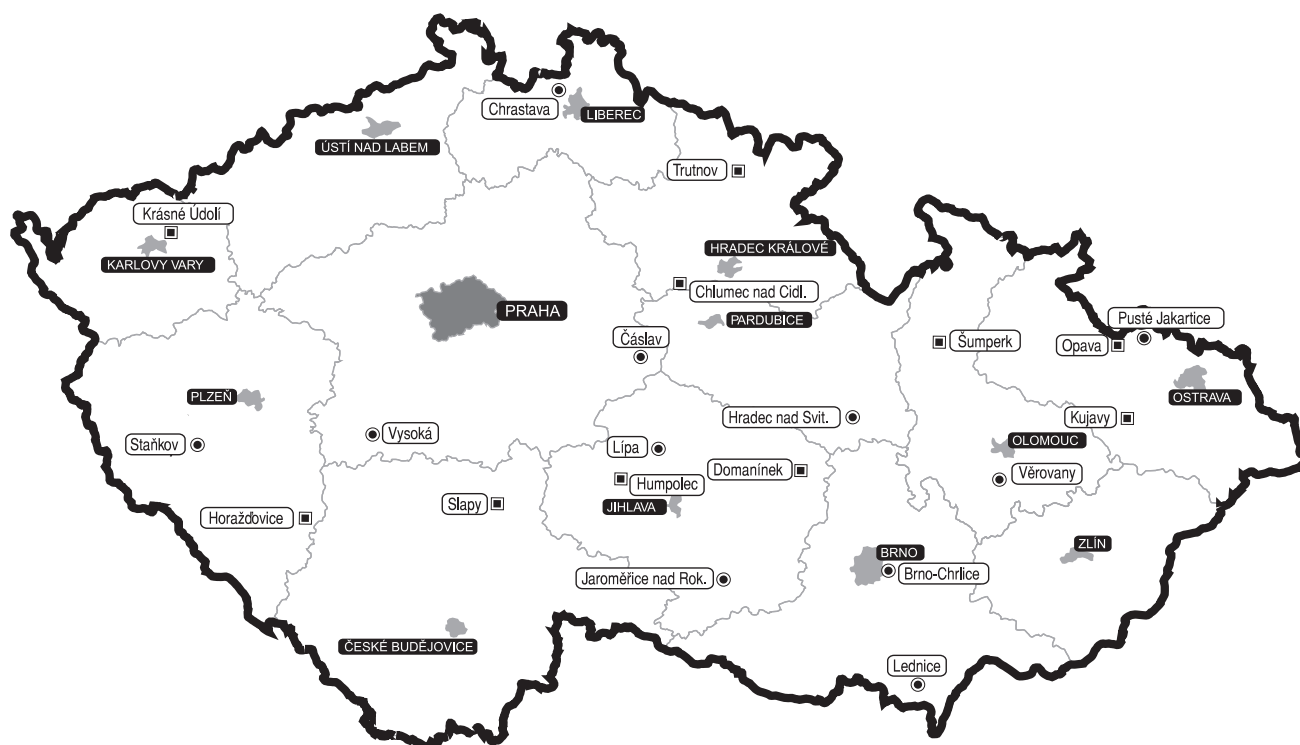 Chrastava
LIBEREC
ÚSTÍ NAD LABEM
Trutnov
Krásné Údolí
KARLOVY VARY
HRADEC KRÁLOVÉ
Chlumec nad Cidl.
PRAHA
PARDUBICE
Pusté Jakartice
Čáslav
Šumperk
Opava
PLZEŇ
OSTRAVA
Hradec nad Svit.
Kujavy
Staňkov
Vysoká
Lípa
OLOMOUC
Domanínek
Věrovany
Humpolec
Slapy
JIHLAVA
Horažďovice
ZLÍN
BRNO
Brno-Chrlice
Jaroměřice nad Rok.
ČESKÉ BUDĚJOVICE
Lednice